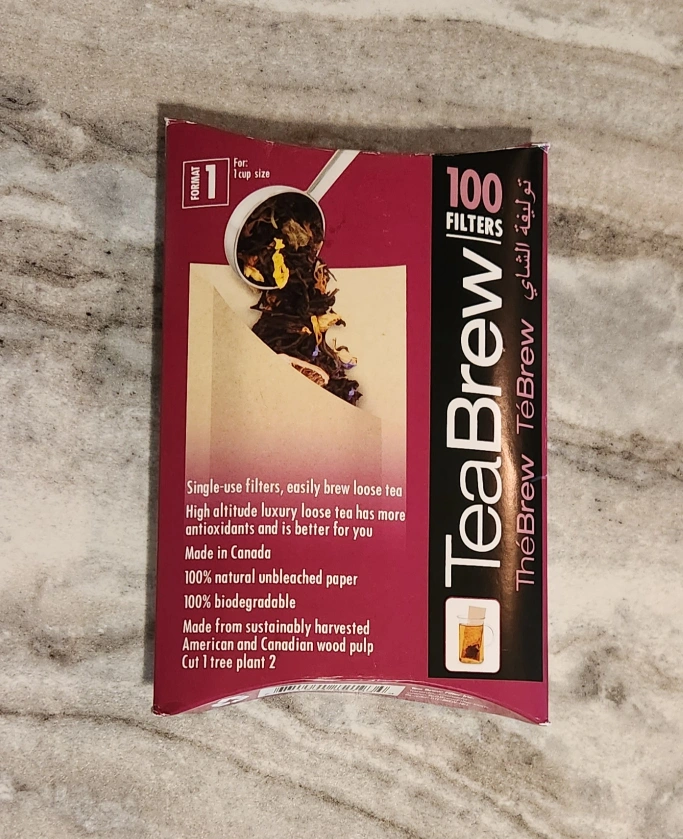 FORMAT 1
For:
1 cup size
100
FILTERS
TeaBrew
ThéBrew TéBrew توليفة الشاي
Single-use filters, easily brew loose tea
High altitude luxury loose tea has more
antioxidants and is better for you
Made in Canada
100% natural unbleached paper
100% biodegradable
Made from sustainably harvested
American and Canadian wood pulp
Cut 1 tree plant 2